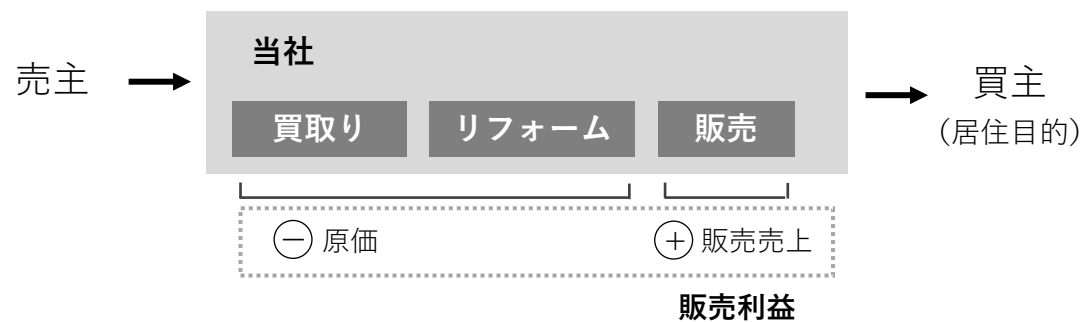 当社
売主
買取り
リフォーム
販売
買主
（居住目的）
− 原価
+ 販売売上
販売利益